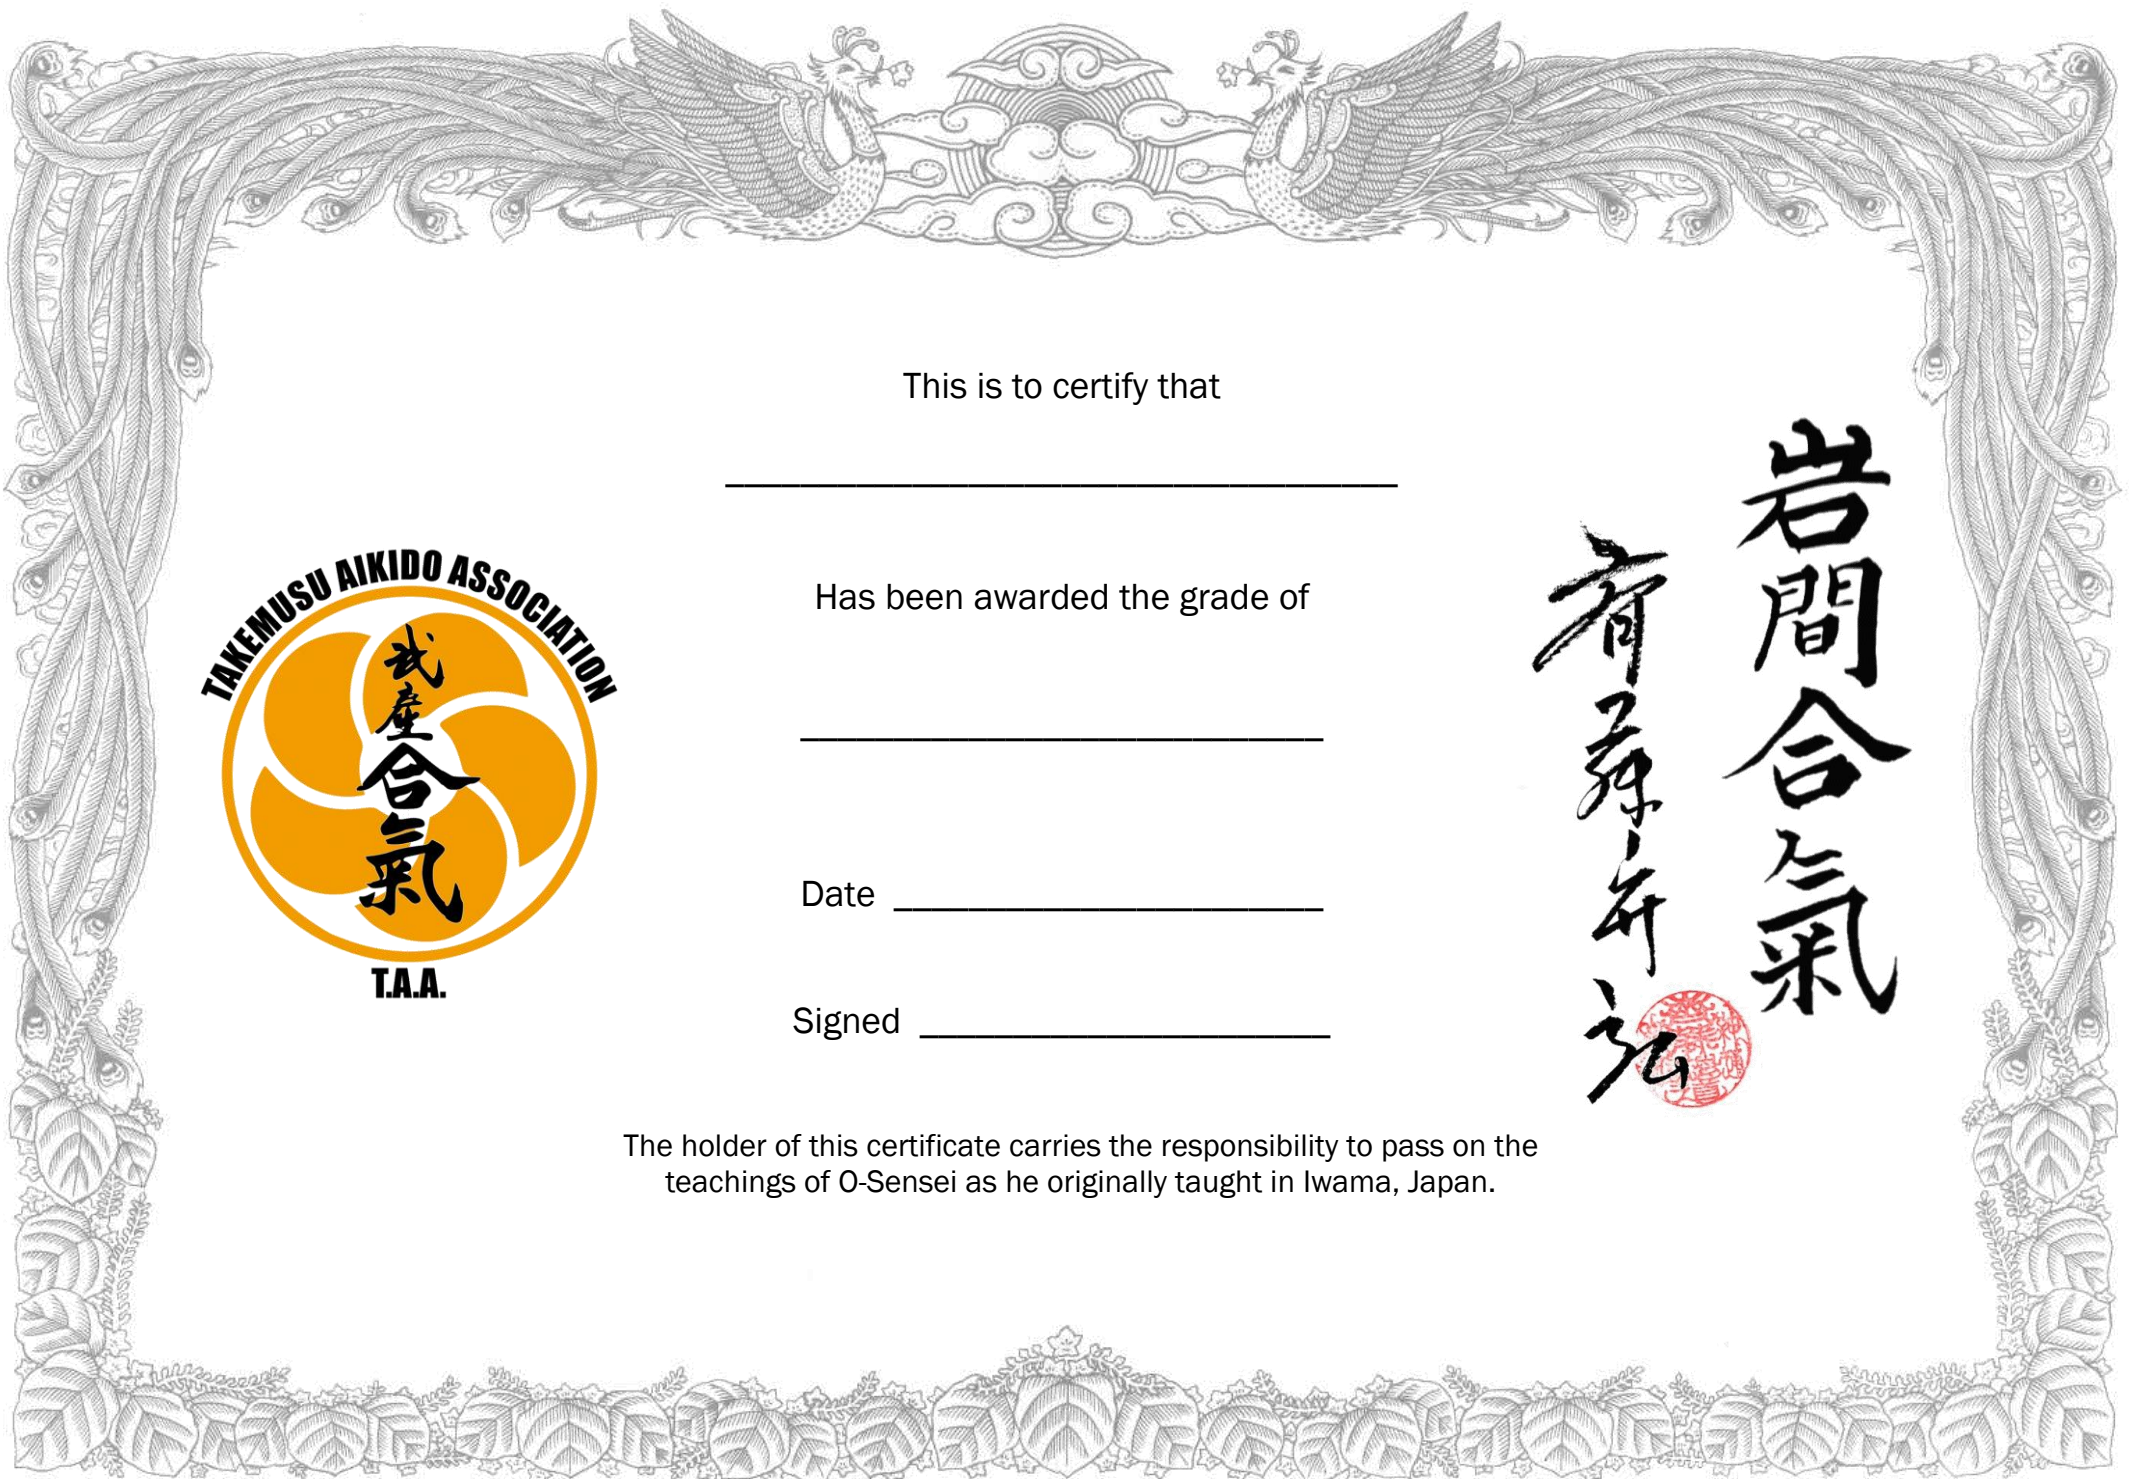 This is to certify that
Has been awarded the grade of
TAKEMUSU AIKIDO ASSOCIATION
武産合氣
T.A.A.
Date
Signed
岩間合氣
齊藤仁弘
The holder of this certificate carries the responsibility to pass on the
teachings of O-Sensei as he originally taught in Iwama, Japan.